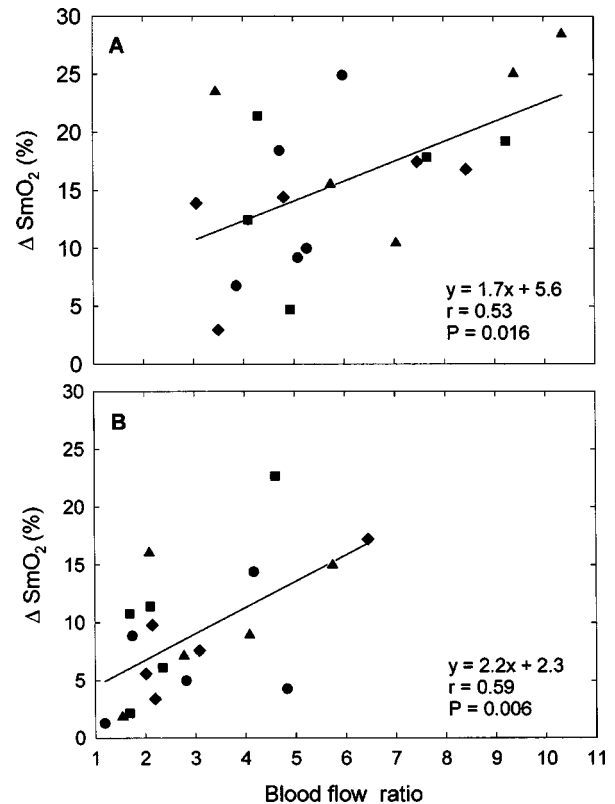 A
30
25
20
15
10
5
0
Δ SmO₂ (%)
y = 1.7x + 5.6
r = 0.53
P = 0.016
B
30
25
20
15
10
5
0
Δ SmO₂ (%)
y = 2.2x + 2.3
r = 0.59
P = 0.006
1 2 3 4 5 6 7 8 9 10 11
Blood flow ratio